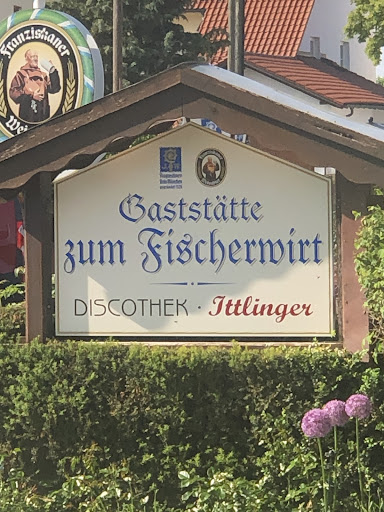 Franziskaner
Gaststätte
zum Fischerwirt
DISCOTHEK · Ittlinger